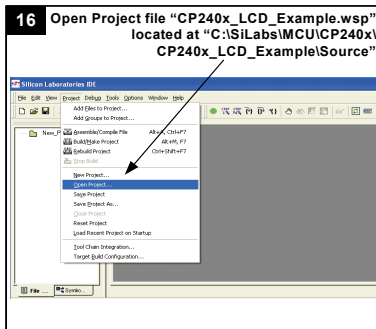 16 Open Project file “CP240x_LCD_Example.wsp”
located at “C:\SiLabs\MCU\CP240x\
CP240x_LCD_Example\Source”
Silicon Laboratories IDE
File Edit View Project Debug Tools Options Window Help
Add Files to Project...
Add Groups to Project...
New_P
Assemble/Compile File Alt+A, Ctrl+F7
Build/Make Project Alt+M, F7
Rebuild Project Ctrl+Shift+F7
Stop Build
New Project...
Open Project...
Save Project
Save Project As...
Close Project
Reset Project
Load Recent Project on Startup
Tool Chain Integration...
Target Build Configuration...
File ... Symbo...